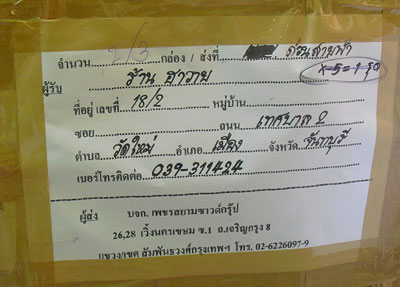 จำนวน 2/3 กล่อง / ส่งที่ ด่วนสายฟ้า
ผู้รับ ร้าน ฮาวาย
ที่อยู่ เลขที่ 18/2 หมู่บ้าน
ซอย ถนน เทศบาล 2
ตำบล วัดใหม่ อำเภอ เมือง จังหวัด จันทบุรี
เบอร์โทรติดต่อ 039-311424
ผู้ส่ง บจก. เพชรสยามซาวด์กรุ๊ป
26,28 เวิ้งนครเขษม ซ.1 ถ.เจริญกรุง 8
แขวง/เขต สัมพันธวงศ์กรุงเทพฯ โทร. 02-6226097-9